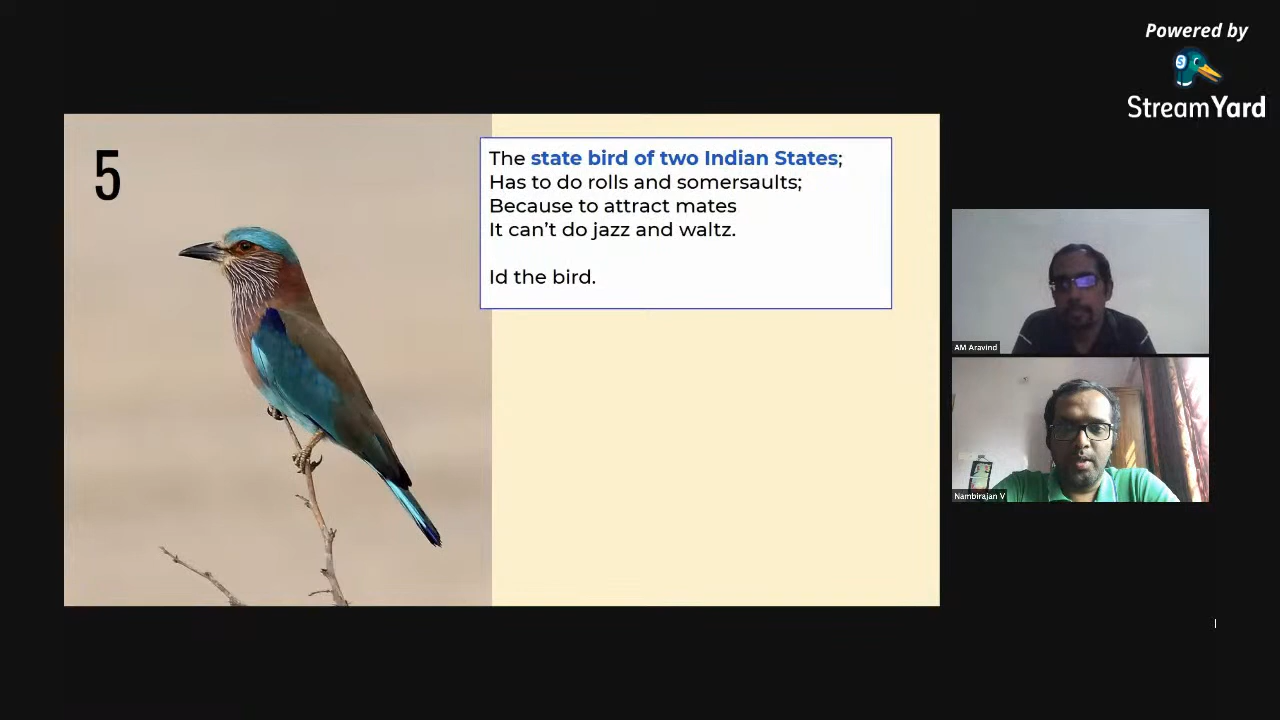 Powered by
StreamYard
5
The state bird of two Indian States;
Has to do rolls and somersaults;
Because to attract mates
It can’t do jazz and waltz.
Id the bird.
AM Aravind
Nambirajan V